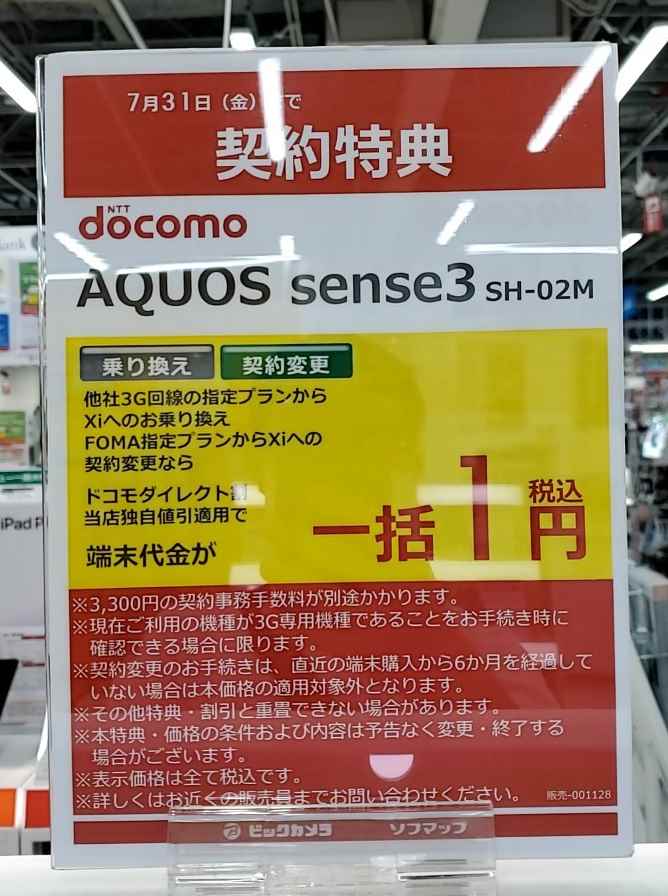 7月31日（金）まで
契約特典
NTT
docomo
AQUOS sense3 SH-02M
乗り換え 契約変更
他社3G回線の指定プランから
Xiへのお乗り換え
FOMA指定プランからXiへの
契約変更なら
ドコモダイレクト割
当店独自値引適用で
端末代金が
一括1円 税込
※3,300円の契約事務手数料が別途かかります。
※現在ご利用の機種が3G専用機種であることをお手続き時に
確認できる場合に限ります。
※契約変更のお手続きは、直近の端末購入から6か月を経過して
いない場合は本価格の適用対象外となります。
※その他特典・割引と重畳できない場合があります。
※本特典・価格の条件および内容は予告なく変更・終了する
場合がございます。
※表示価格は全て税込です。
※詳しくはお近くの販売員までお問い合わせください。
販売-001128
ビックカメラ ソフマップ
iPad P